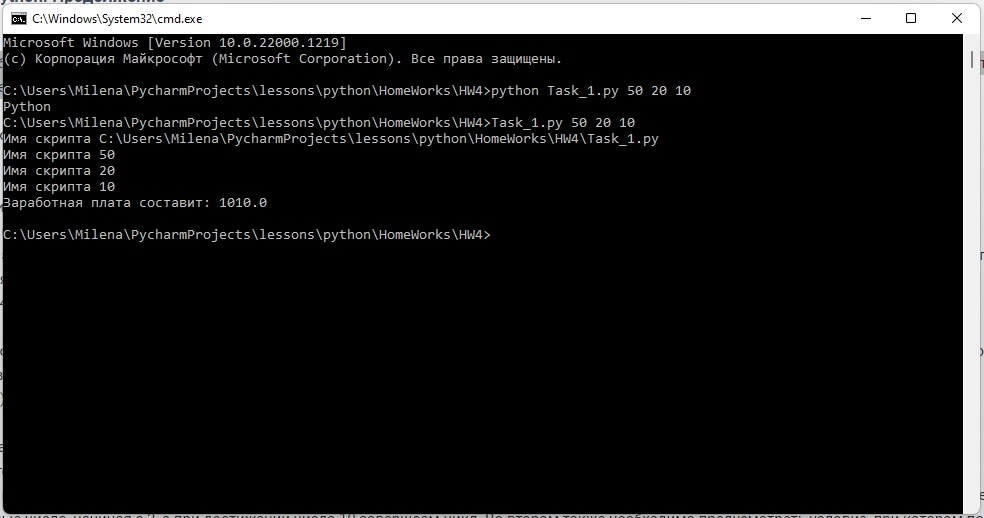 Продолжение
C:\Windows\System32\cmd.exe
Microsoft Windows [Version 10.0.22000.1219]
(c) Корпорация Майкрософт (Microsoft Corporation). Все права защищены.
C:\Users\Milena\PycharmProjects\lessons\python\HomeWorks\HW4>python Task_1.py 50 20 10
Python
C:\Users\Milena\PycharmProjects\lessons\python\HomeWorks\HW4>Task_1.py 50 20 10
Имя скрипта C:\Users\Milena\PycharmProjects\lessons\python\HomeWorks\HW4\Task_1.py
Имя скрипта 50
Имя скрипта 20
Имя скрипта 10
Заработная плата составит: 1010.0
C:\Users\Milena\PycharmProjects\lessons\python\HomeWorks\HW4>